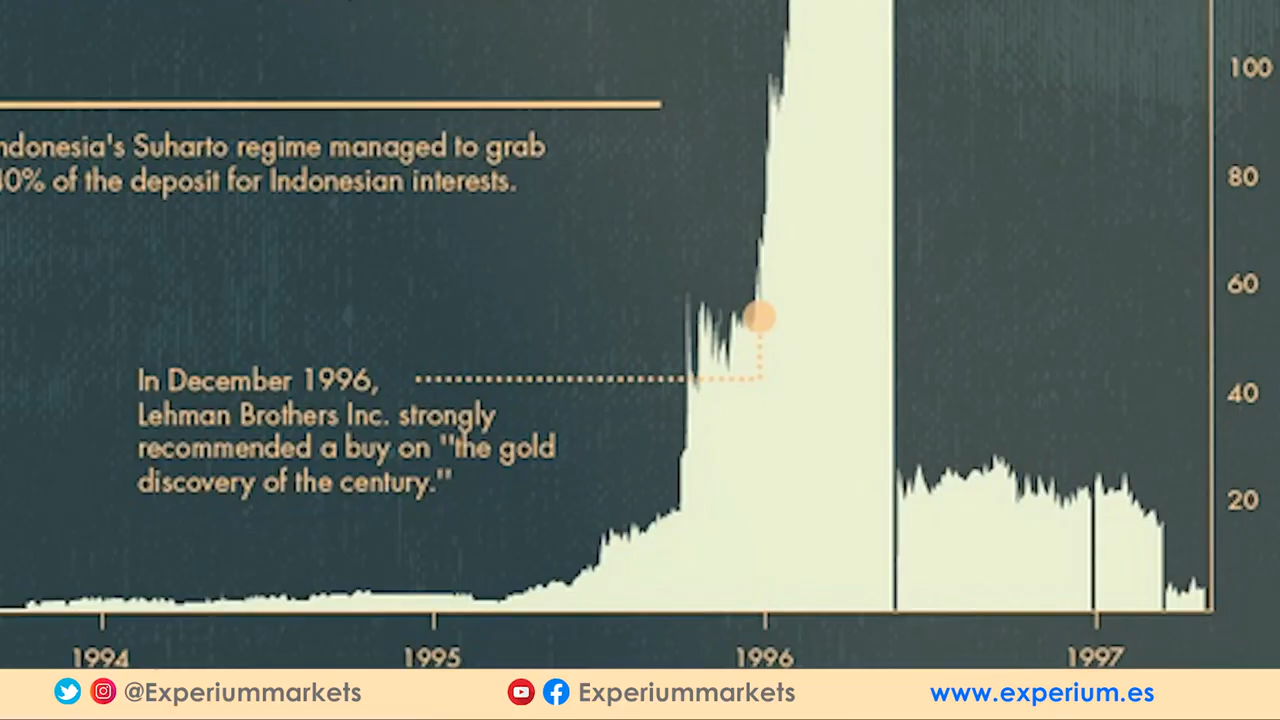 100
ndonesia's Suharto regime managed to grab
40% of the deposit for Indonesian interests.
80
60
In December 1996,
Lehman Brothers Inc. strongly
recommended a buy on "the gold
discovery of the century."
40
20
1994
1995
1996
1997
@Experiummarkets
Experiummarkets
www.experium.es